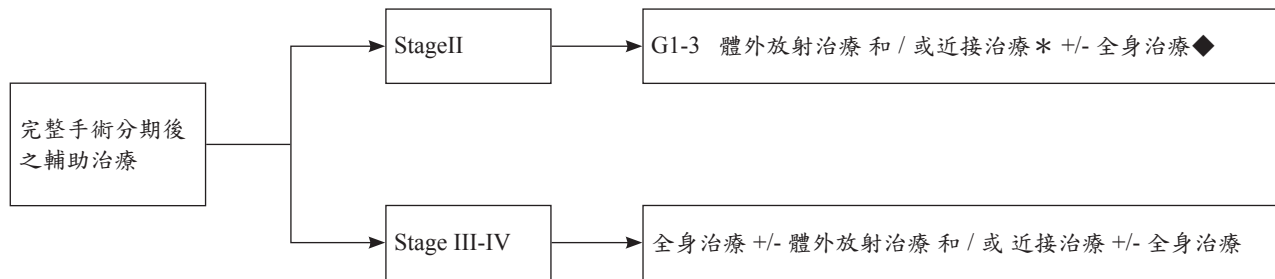 StageII
G1-3 體外放射治療 和 / 或近接治療＊ +/- 全身治療◆
完整手術分期後
之輔助治療
Stage III-IV
全身治療 +/- 體外放射治療 和 / 或 近接治療 +/- 全身治療